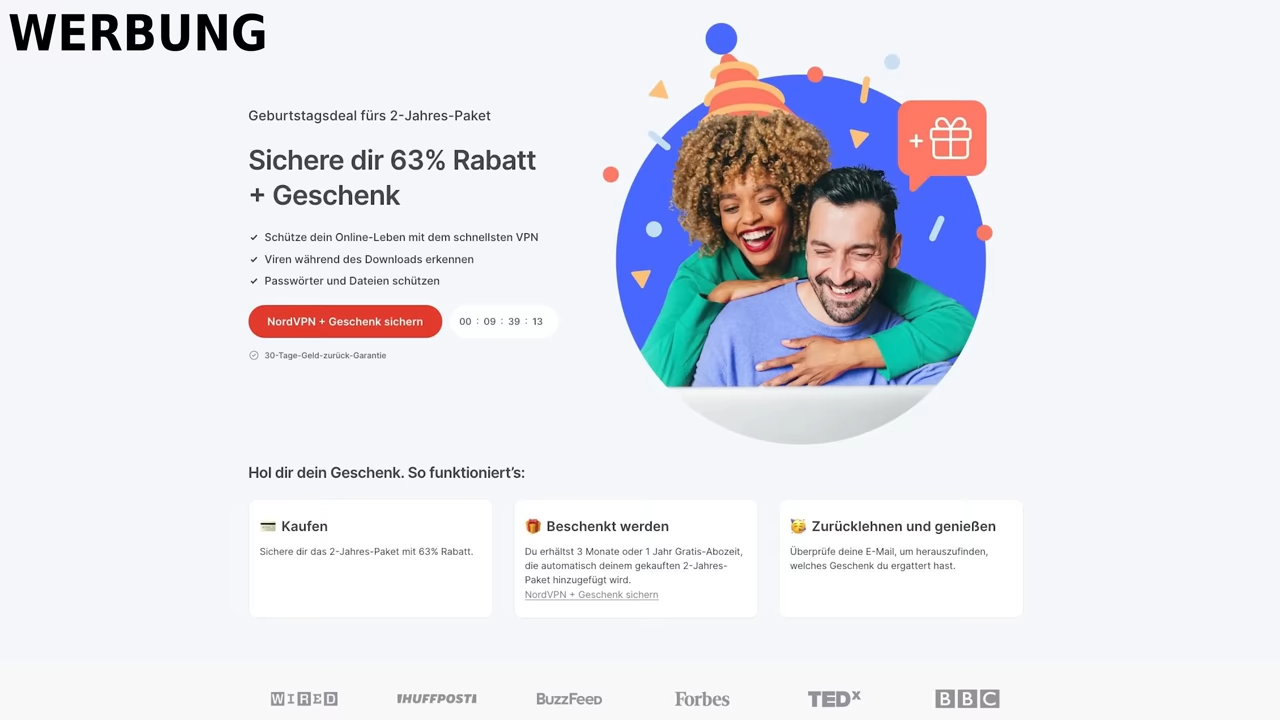 WERBUNG
Geburtstagsdeal fürs 2-Jahres-Paket
Sichere dir 63% Rabatt
+ Geschenk
Schütze dein Online-Leben mit dem schnellsten VPN
Viren während des Downloads erkennen
Passwörter und Dateien schützen
NordVPN + Geschenk sichern
00 : 09 : 39 : 13
30-Tage-Geld-zurück-Garantie
+
Hol dir dein Geschenk. So funktioniert’s:
Kaufen
Sichere dir das 2-Jahres-Paket mit 63% Rabatt.
Beschenkt werden
Du erhältst 3 Monate oder 1 Jahr Gratis-Abozeit,
die automatisch deinem gekauften 2-Jahres-
Paket hinzugefügt wird.
NordVPN + Geschenk sichern
Zurücklehnen und genießen
Überprüfe deine E-Mail, um herauszufinden,
welches Geschenk du ergattert hast.
WIRED
HUFFPOST
BuzzFeed
Forbes
TEDx
BBC